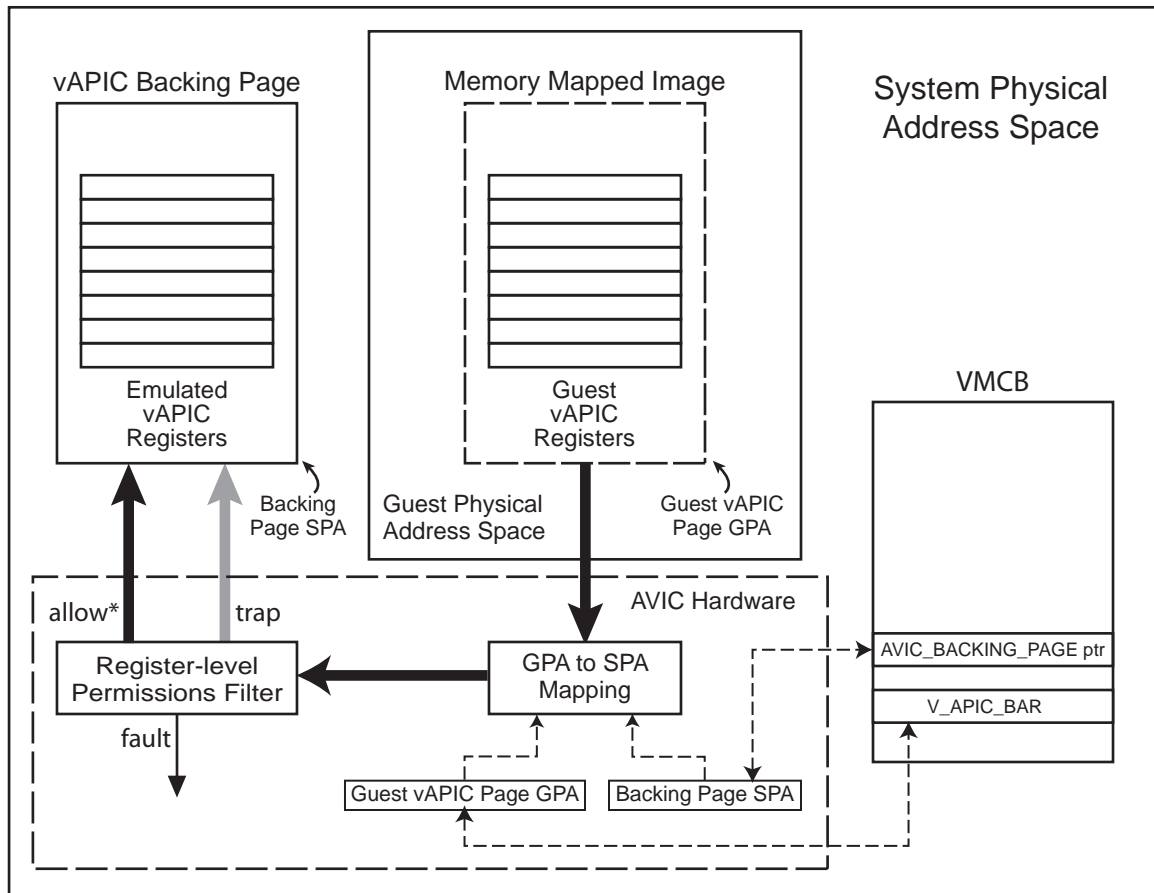 vAPIC Backing Page
Memory Mapped Image
System Physical
Address Space
Emulated
vAPIC
Registers
Guest
vAPIC
Registers
VMCB
Backing
Page SPA
Guest Physical
Address Space
Guest vAPIC
Page GPA
allow*
trap
AVIC Hardware
Register-level
Permissions Filter
GPA to SPA
Mapping
AVIC_BACKING_PAGE ptr
V_APIC_BAR
fault
Guest vAPIC Page GPA
Backing Page SPA